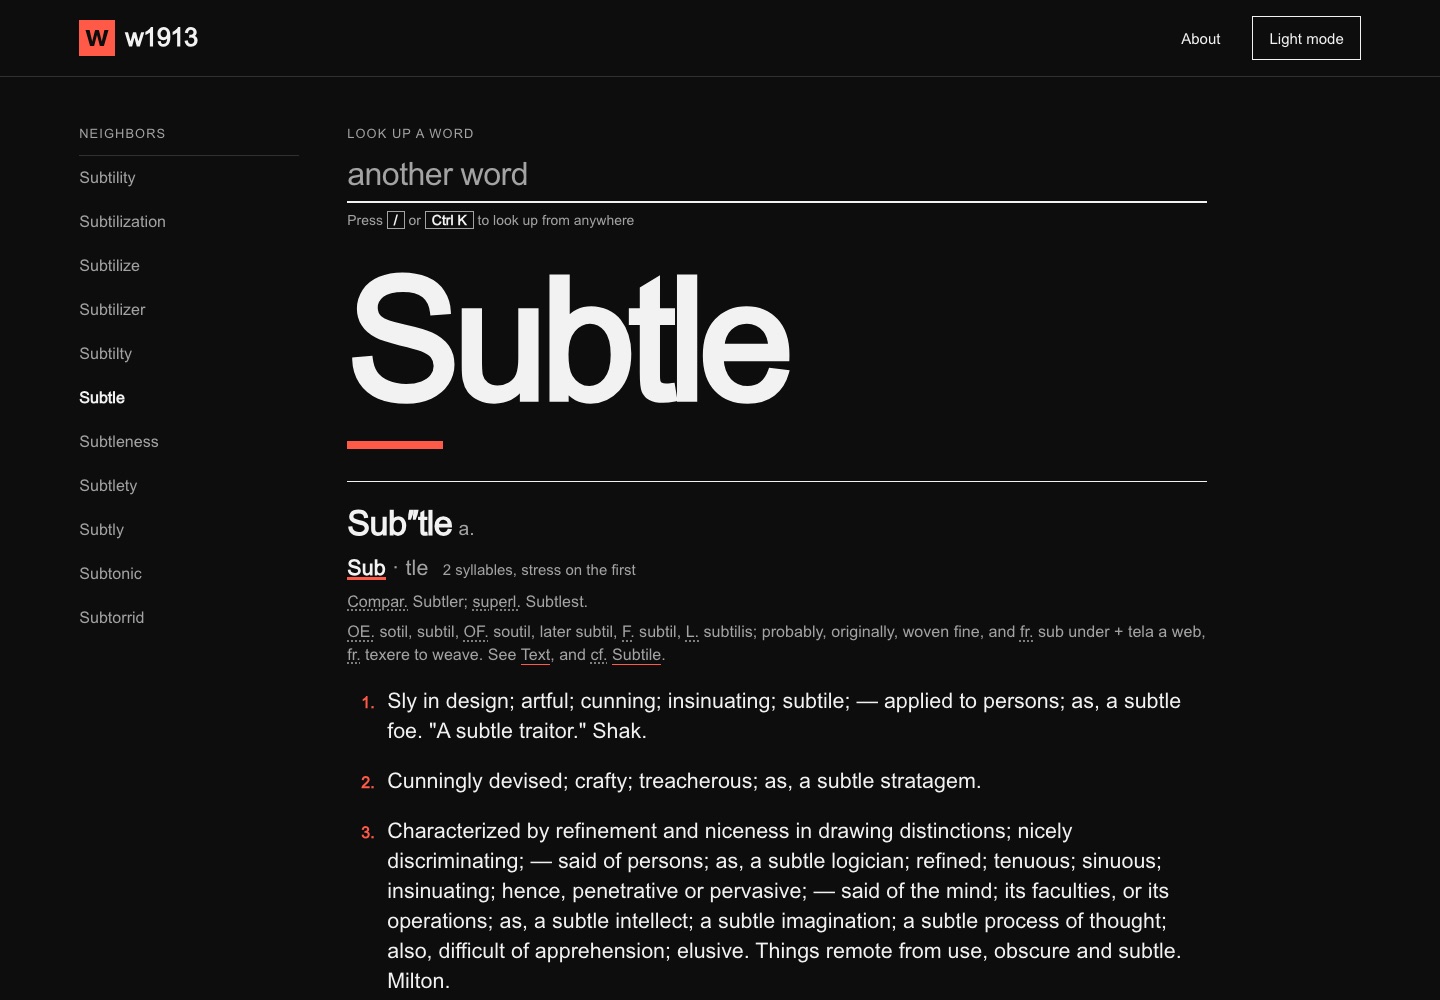 W w1913
About
Light mode
NEIGHBORS
Subtility
Subtilization
Subtilize
Subtilizer
Subtilty
Subtle
Subtleness
Subtlety
Subtly
Subtonic
Subtorrid
LOOK UP A WORD
another word
Press / or Ctrl K to look up from anywhere
Subtle
Sub″tle a.
Sub · tle 2 syllables, stress on the first
Compar. Subtler; superl. Subtlest.
OE. sotil, subtil, OF. soutil, later subtil, F. subtil, L. subtilis; probably, originally, woven fine, and fr. sub under + tela a web,
fr. texere to weave. See Text, and cf. Subtile.
1. Sly in design; artful; cunning; insinuating; subtile; — applied to persons; as, a subtle
foe. "A subtle traitor." Shak.
2. Cunningly devised; crafty; treacherous; as, a subtle stratagem.
3. Characterized by refinement and niceness in drawing distinctions; nicely
discriminating; — said of persons; as, a subtle logician; refined; tenuous; sinuous;
insinuating; hence, penetrative or pervasive; — said of the mind; its faculties, or its
operations; as, a subtle intellect; a subtle imagination; a subtle process of thought;
also, difficult of apprehension; elusive. Things remote from use, obscure and subtle.
Milton.